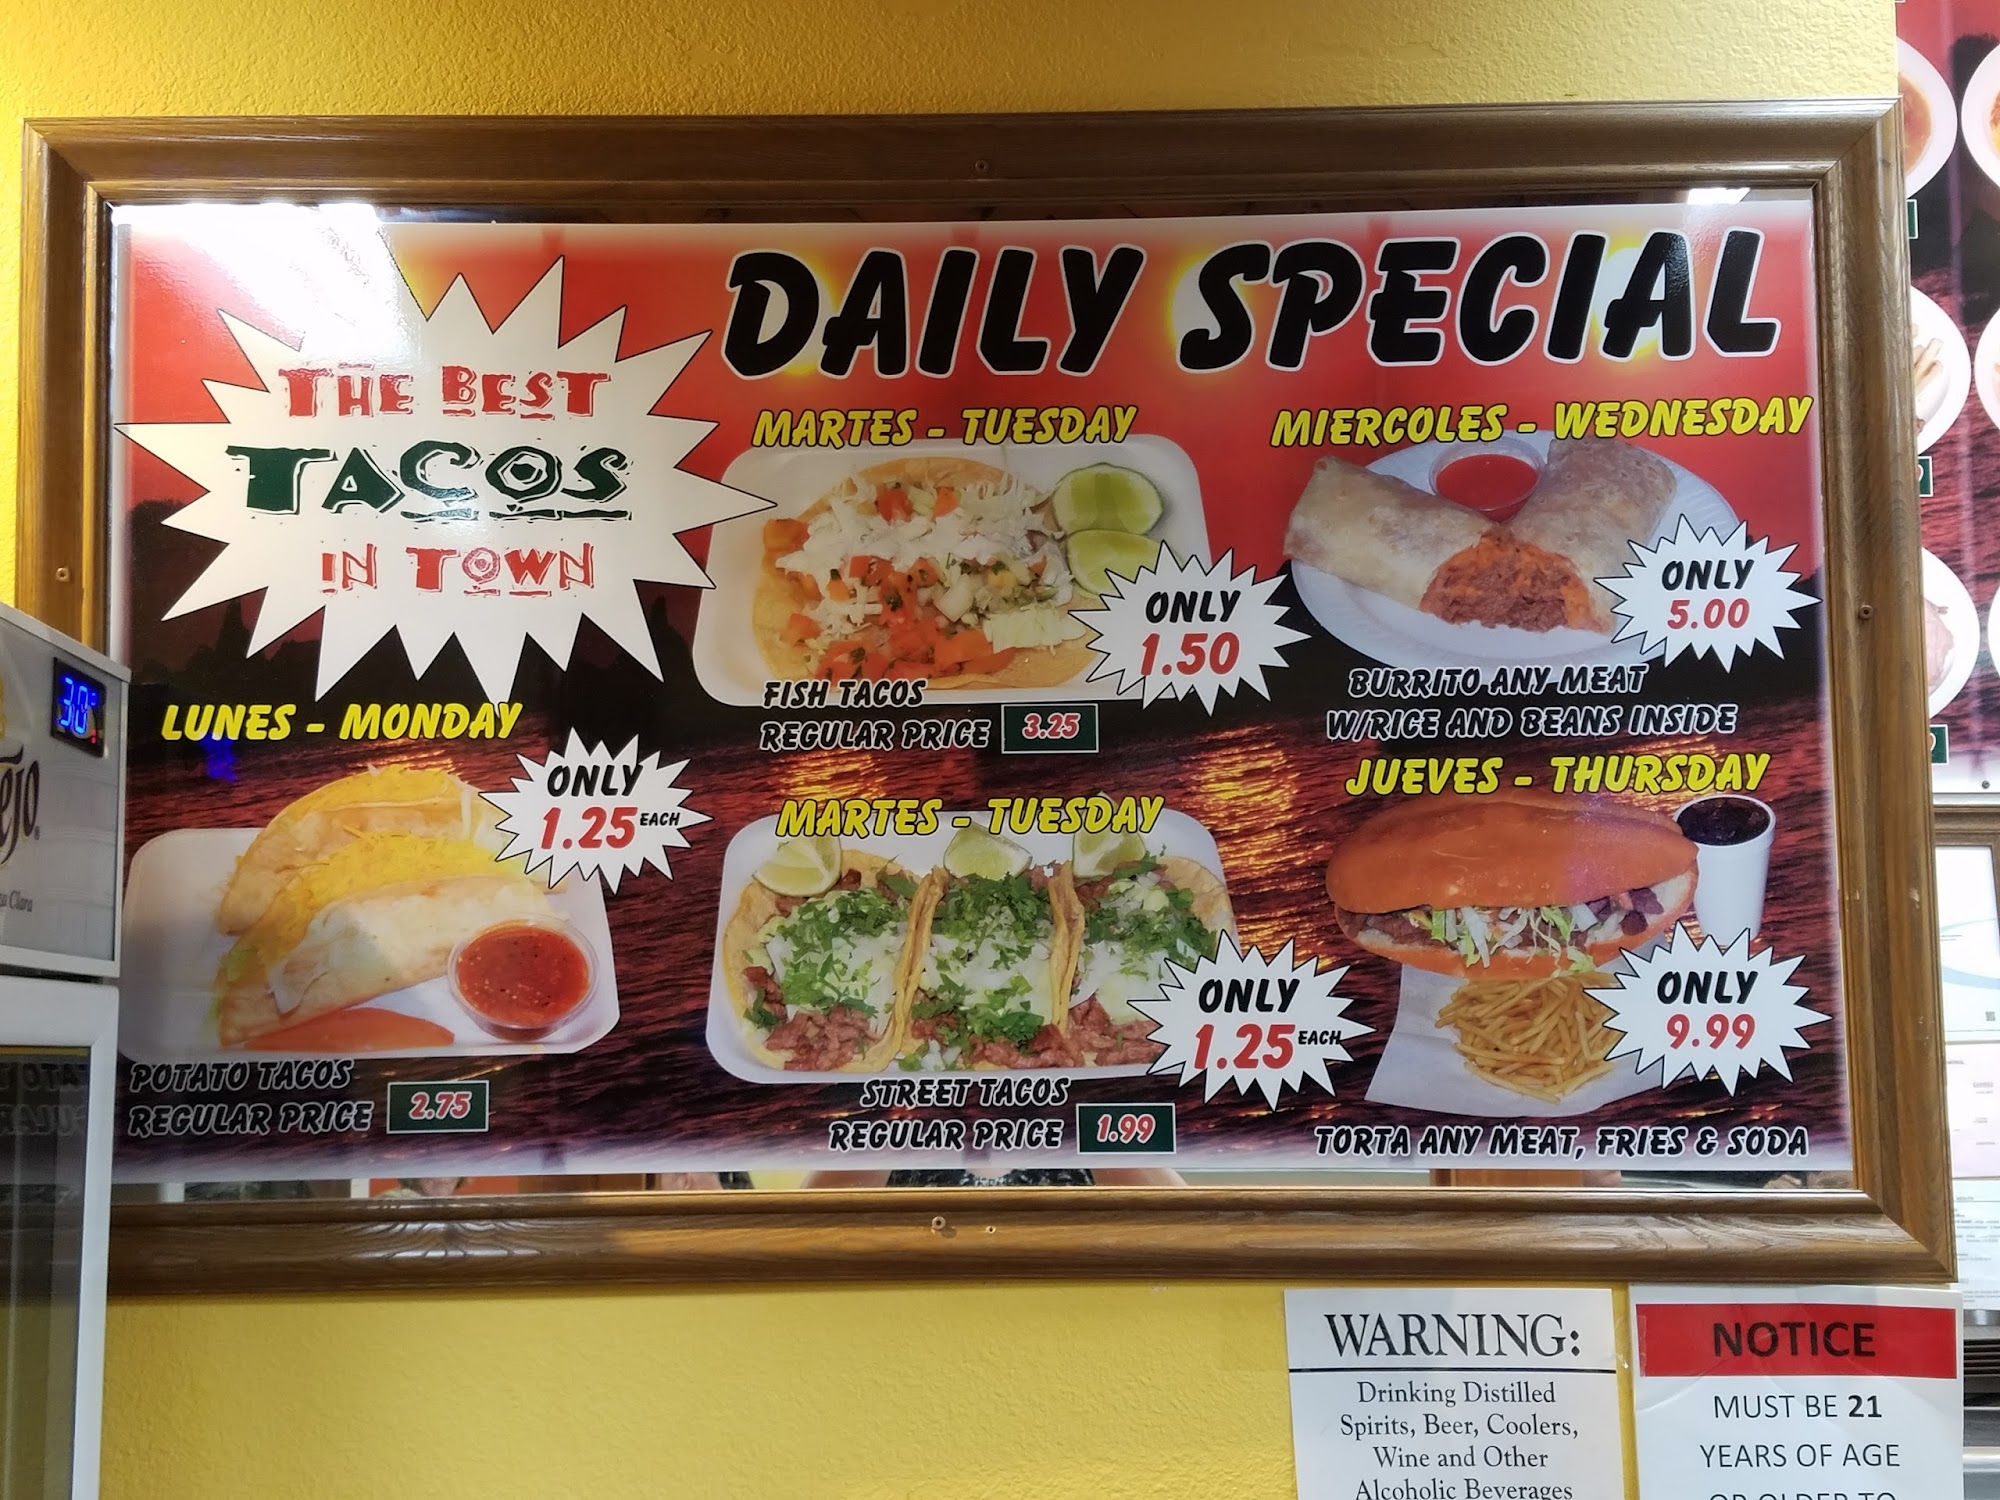 DAILY SPECIAL
THE BEST
TACOS
IN TOWN
LUNES - MONDAY
ONLY
1.25 EACH
POTATO TACOS
REGULAR PRICE 2.75
MARTES - TUESDAY
ONLY
1.50
FISH TACOS
REGULAR PRICE 3.25
MARTES - TUESDAY
ONLY
1.25 EACH
STREET TACOS
REGULAR PRICE 1.99
MIERCOLES - WEDNESDAY
ONLY
5.00
BURRITO ANY MEAT
W/RICE AND BEANS INSIDE
JUEVES - THURSDAY
ONLY
9.99
TORTA ANY MEAT, FRIES & SODA
38°
WARNING:
Drinking Distilled
Spirits, Beer, Coolers,
Wine and Other
Alcoholic Beverages
NOTICE
MUST BE 21
YEARS OF AGE
OR OLDER TO